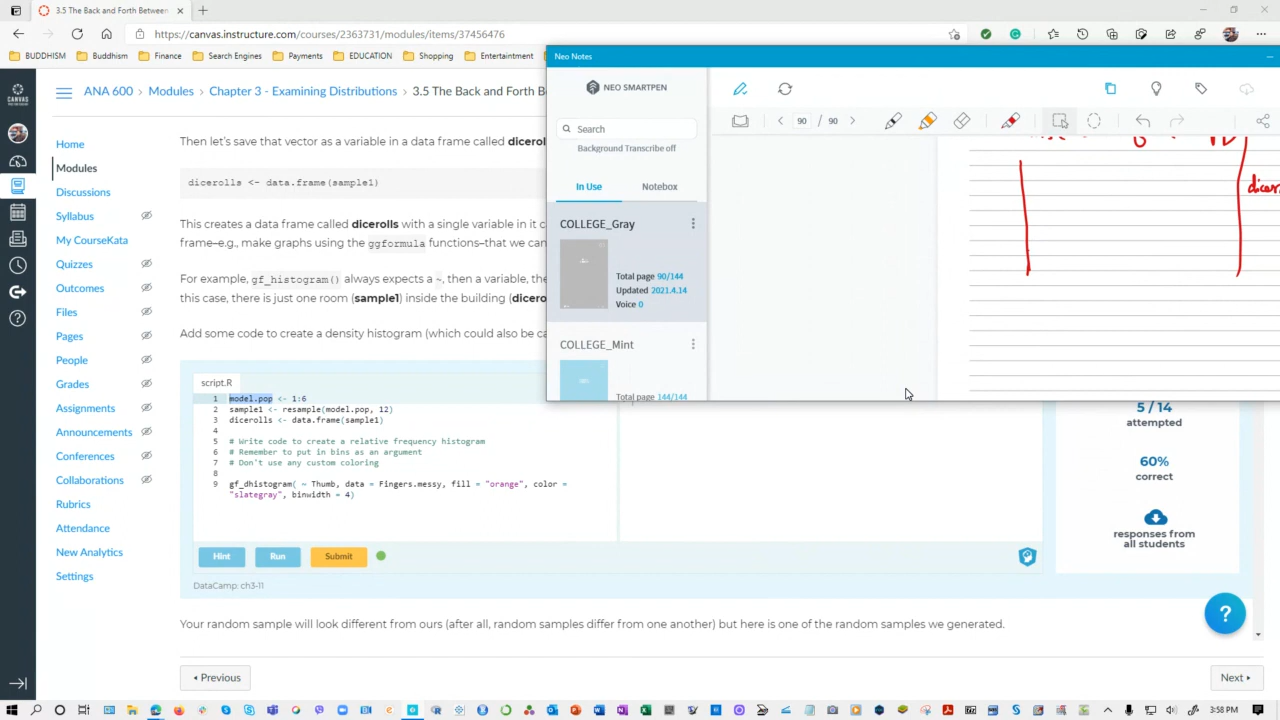 3.5 The Back and Forth Between
https://canvas.instructure.com/courses/2363731/modules/items/37456476
BUDDHISM Buddhism Finance Search Engines Payments EDUCATION Shopping Entertaintment
Neo Notes
CANVAS
ANA 600 > Modules > Chapter 3 - Examining Distributions > 3.5 The Back and Forth B
NEO SMARTPEN
Search
Background Transcribe off
In Use Notebox
COLLEGE_Gray
Total page 90/144
Updated 2021.4.14
Voice 0
COLLEGE_Mint
Total page 144/144
90 / 90
Home
Modules
Discussions
Syllabus
My CourseKata
Quizzes
Outcomes
Files
Pages
People
Grades
Assignments
Announcements
Conferences
Collaborations
Rubrics
Attendance
New Analytics
Settings
Then let's save that vector as a variable in a data frame called dicerol
dicerolls <- data.frame(sample1)
This creates a data frame called dicerolls with a single variable in it c
frame–e.g., make graphs using the ggformula functions–that we can
For example, gf_histogram() always expects a ~, then a variable, the
this case, there is just one room (sample1) inside the building (dicero
Add some code to create a density histogram (which could also be ca
script.R
1 model.pop <- 1:6
2 sample1 <- resample(model.pop, 12)
3 dicerolls <- data.frame(sample1)
4
5 # Write code to create a relative frequency histogram
6 # Remember to put in bins as an argument
7 # Don't use any custom coloring
8
9 gf_dhistogram( ~ Thumb, data = Fingers.messy, fill = "orange", color =
"slategray", binwidth = 4)
Hint Run Submit
DataCamp: ch3-11
5 / 14
attempted
60%
correct
responses from
all students
?
Your random sample will look different from ours (after all, random samples differ from one another) but here is one of the random samples we generated.
Previous
Next
3:58 PM